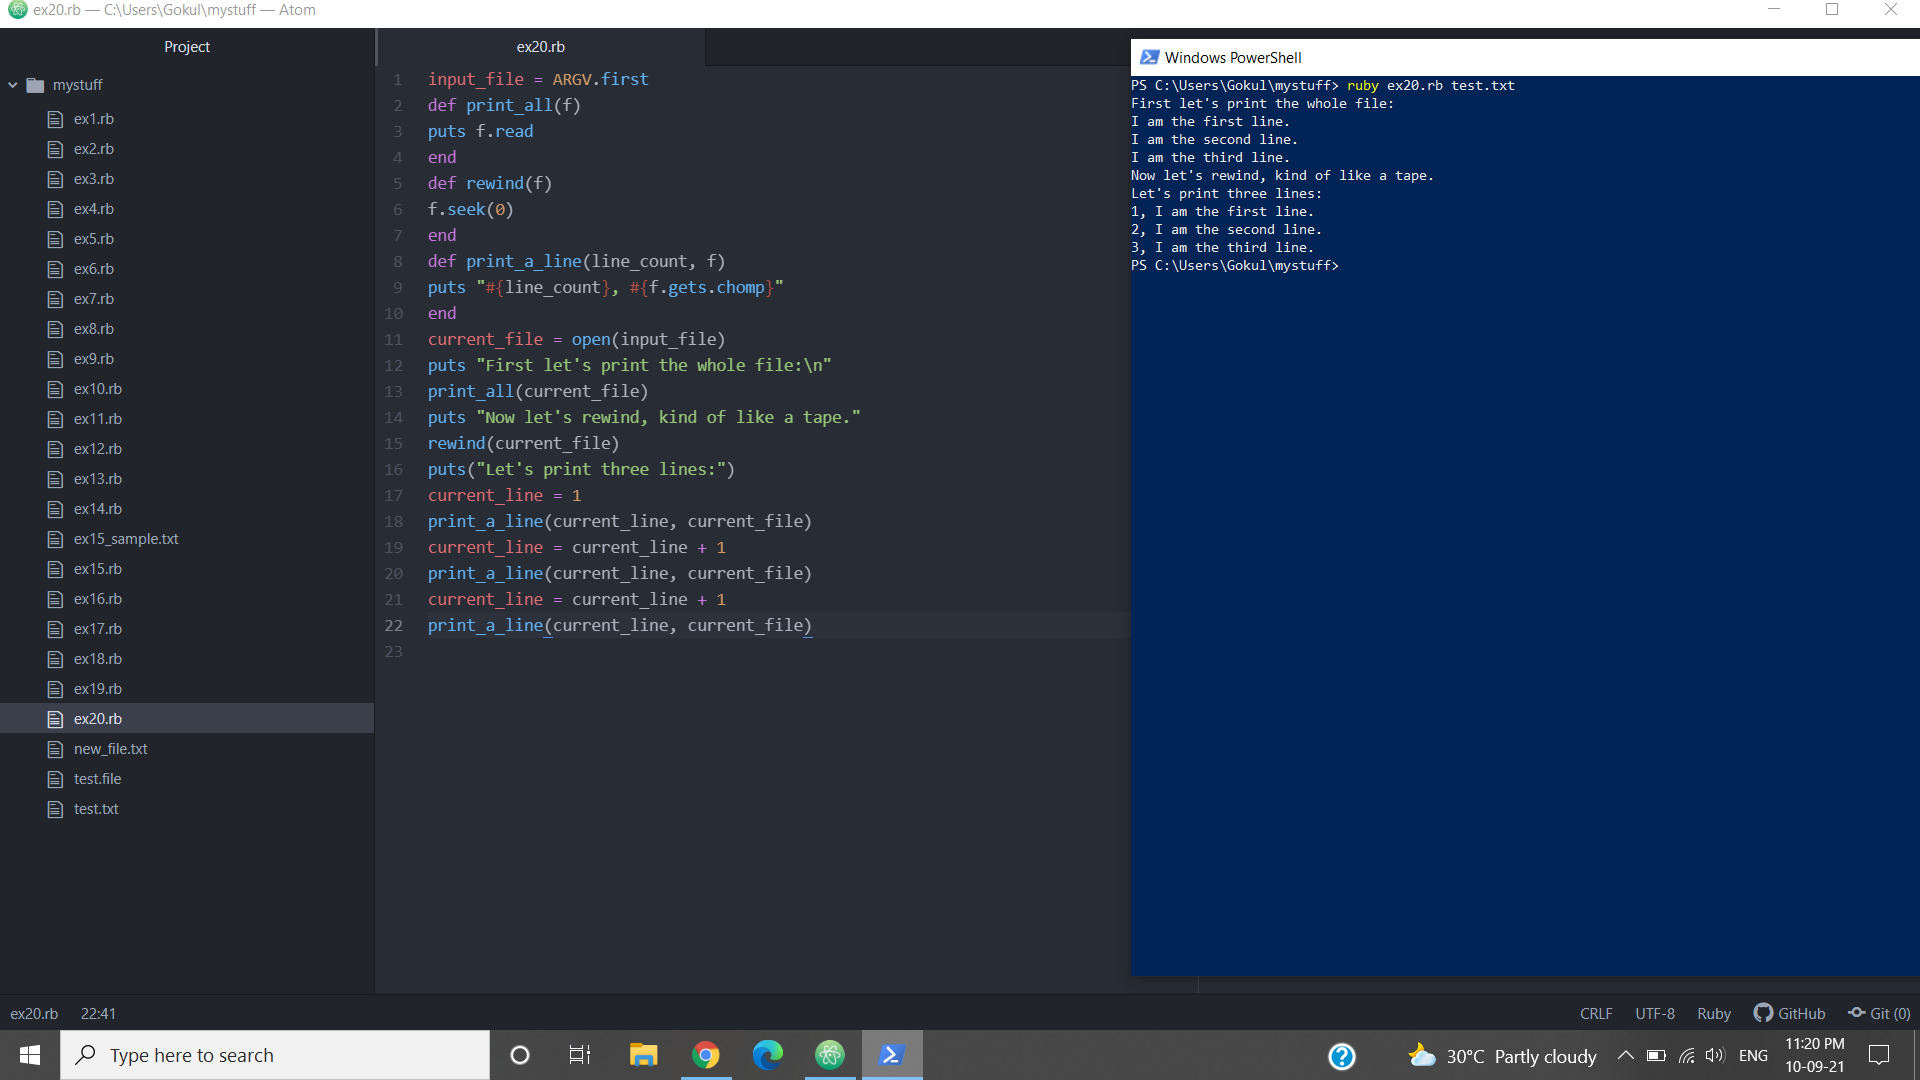 ex20.rb — C:\Users\Gokul\mystuff — Atom
Project
mystuff
ex1.rb
ex2.rb
ex3.rb
ex4.rb
ex5.rb
ex6.rb
ex7.rb
ex8.rb
ex9.rb
ex10.rb
ex11.rb
ex12.rb
ex13.rb
ex14.rb
ex15_sample.txt
ex15.rb
ex16.rb
ex17.rb
ex18.rb
ex19.rb
ex20.rb
new_file.txt
test.file
test.txt
ex20.rb
1 input_file = ARGV.first
2 def print_all(f)
3 puts f.read
4 end
5 def rewind(f)
6 f.seek(0)
7 end
8 def print_a_line(line_count, f)
9 puts "#{line_count}, #{f.gets.chomp}"
10 end
11 current_file = open(input_file)
12 puts "First let's print the whole file:\n"
13 print_all(current_file)
14 puts "Now let's rewind, kind of like a tape."
15 rewind(current_file)
16 puts("Let's print three lines:")
17 current_line = 1
18 print_a_line(current_line, current_file)
19 current_line = current_line + 1
20 print_a_line(current_line, current_file)
21 current_line = current_line + 1
22 print_a_line(current_line, current_file)
23
Windows PowerShell
PS C:\Users\Gokul\mystuff> ruby ex20.rb test.txt
First let's print the whole file:
I am the first line.
I am the second line.
I am the third line.
Now let's rewind, kind of like a tape.
Let's print three lines:
1, I am the first line.
2, I am the second line.
3, I am the third line.
PS C:\Users\Gokul\mystuff>
ex20.rb 22:41
CRLF UTF-8 Ruby GitHub Git (0)
Type here to search
30°C Partly cloudy
ENG
11:20 PM
10-09-21